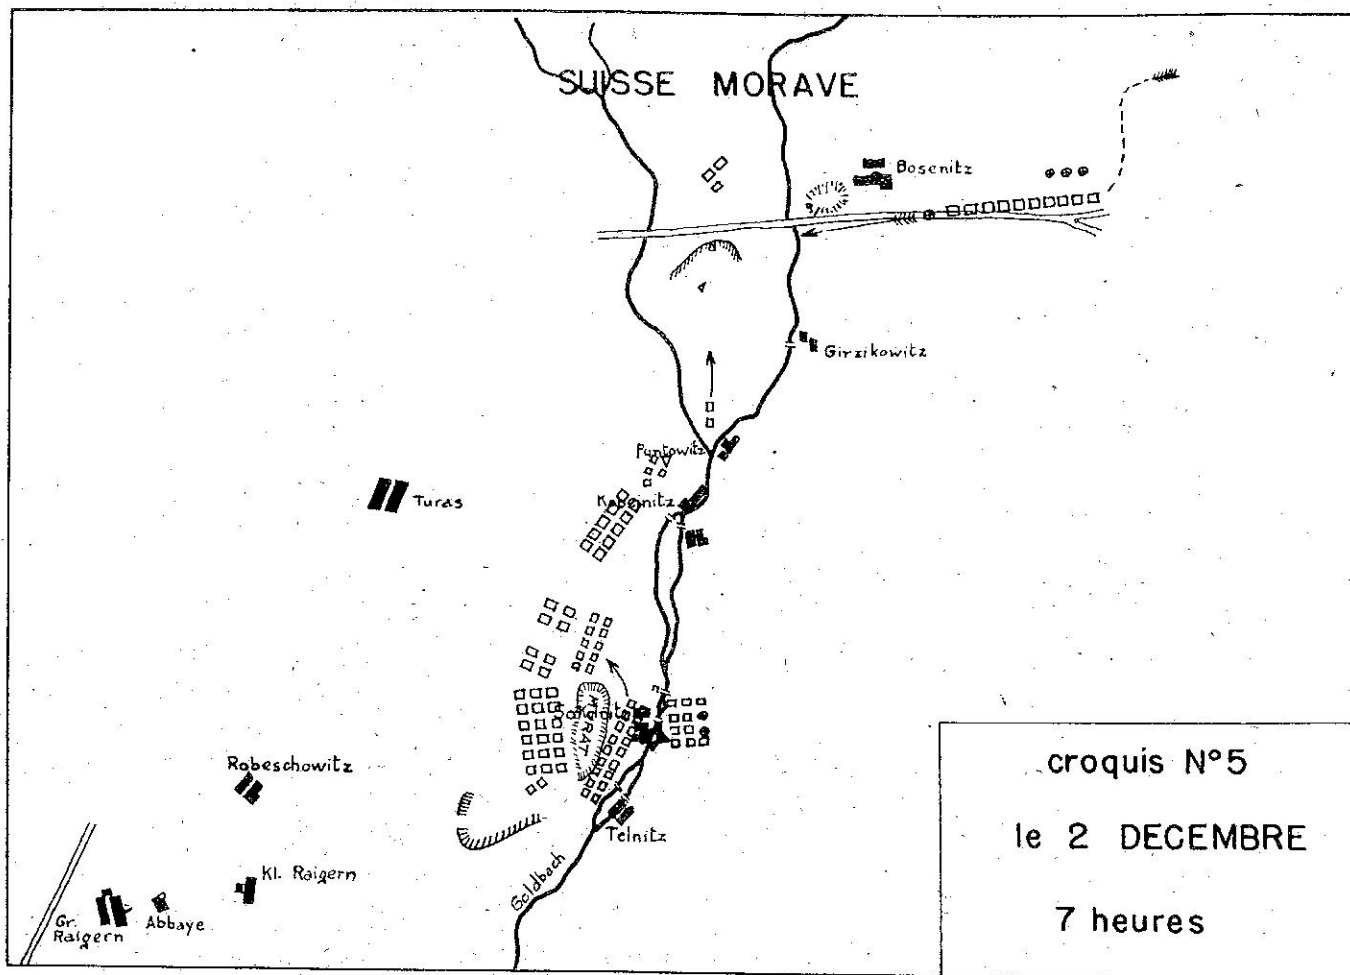 SUISSE MORAVE
Bosenitz
Girzikowitz
Puntowitz
Kobelnitz
Turas
MURAT
Robeschowitz
Telnitz
Kl. Raigern
Goldbach
Gr.
Raigern
Abbaye
croquis N°5
le 2 DECEMBRE
7 heures